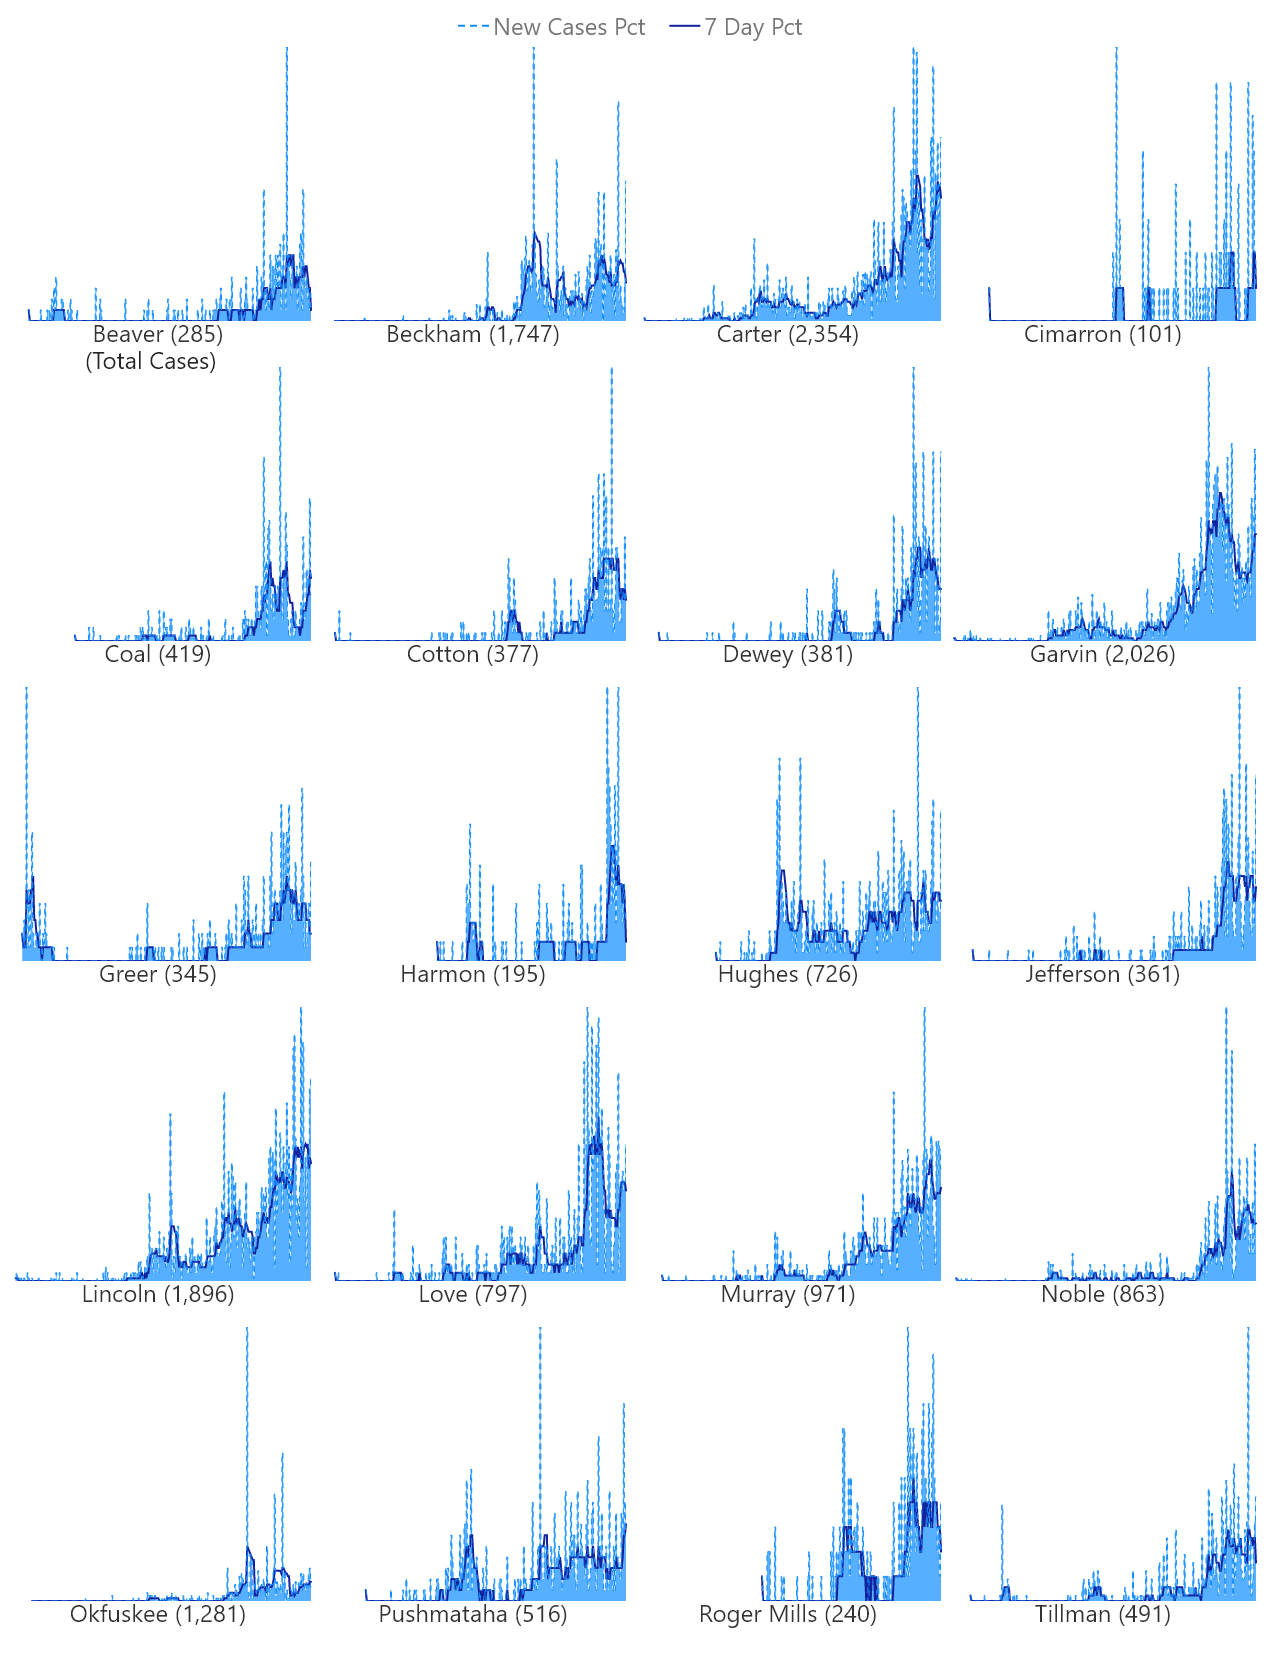 New Cases Pct 7 Day Pct
Beaver (285) Beckham (1,747) Carter (2,354) Cimarron (101)
(Total Cases)
Coal (419) Cotton (377) Dewey (381) Garvin (2,026)
Greer (345) Harmon (195) Hughes (726) Jefferson (361)
Lincoln (1,896) Love (797) Murray (971) Noble (863)
Okfuskee (1,281) Pushmataha (516) Roger Mills (240) Tillman (491)